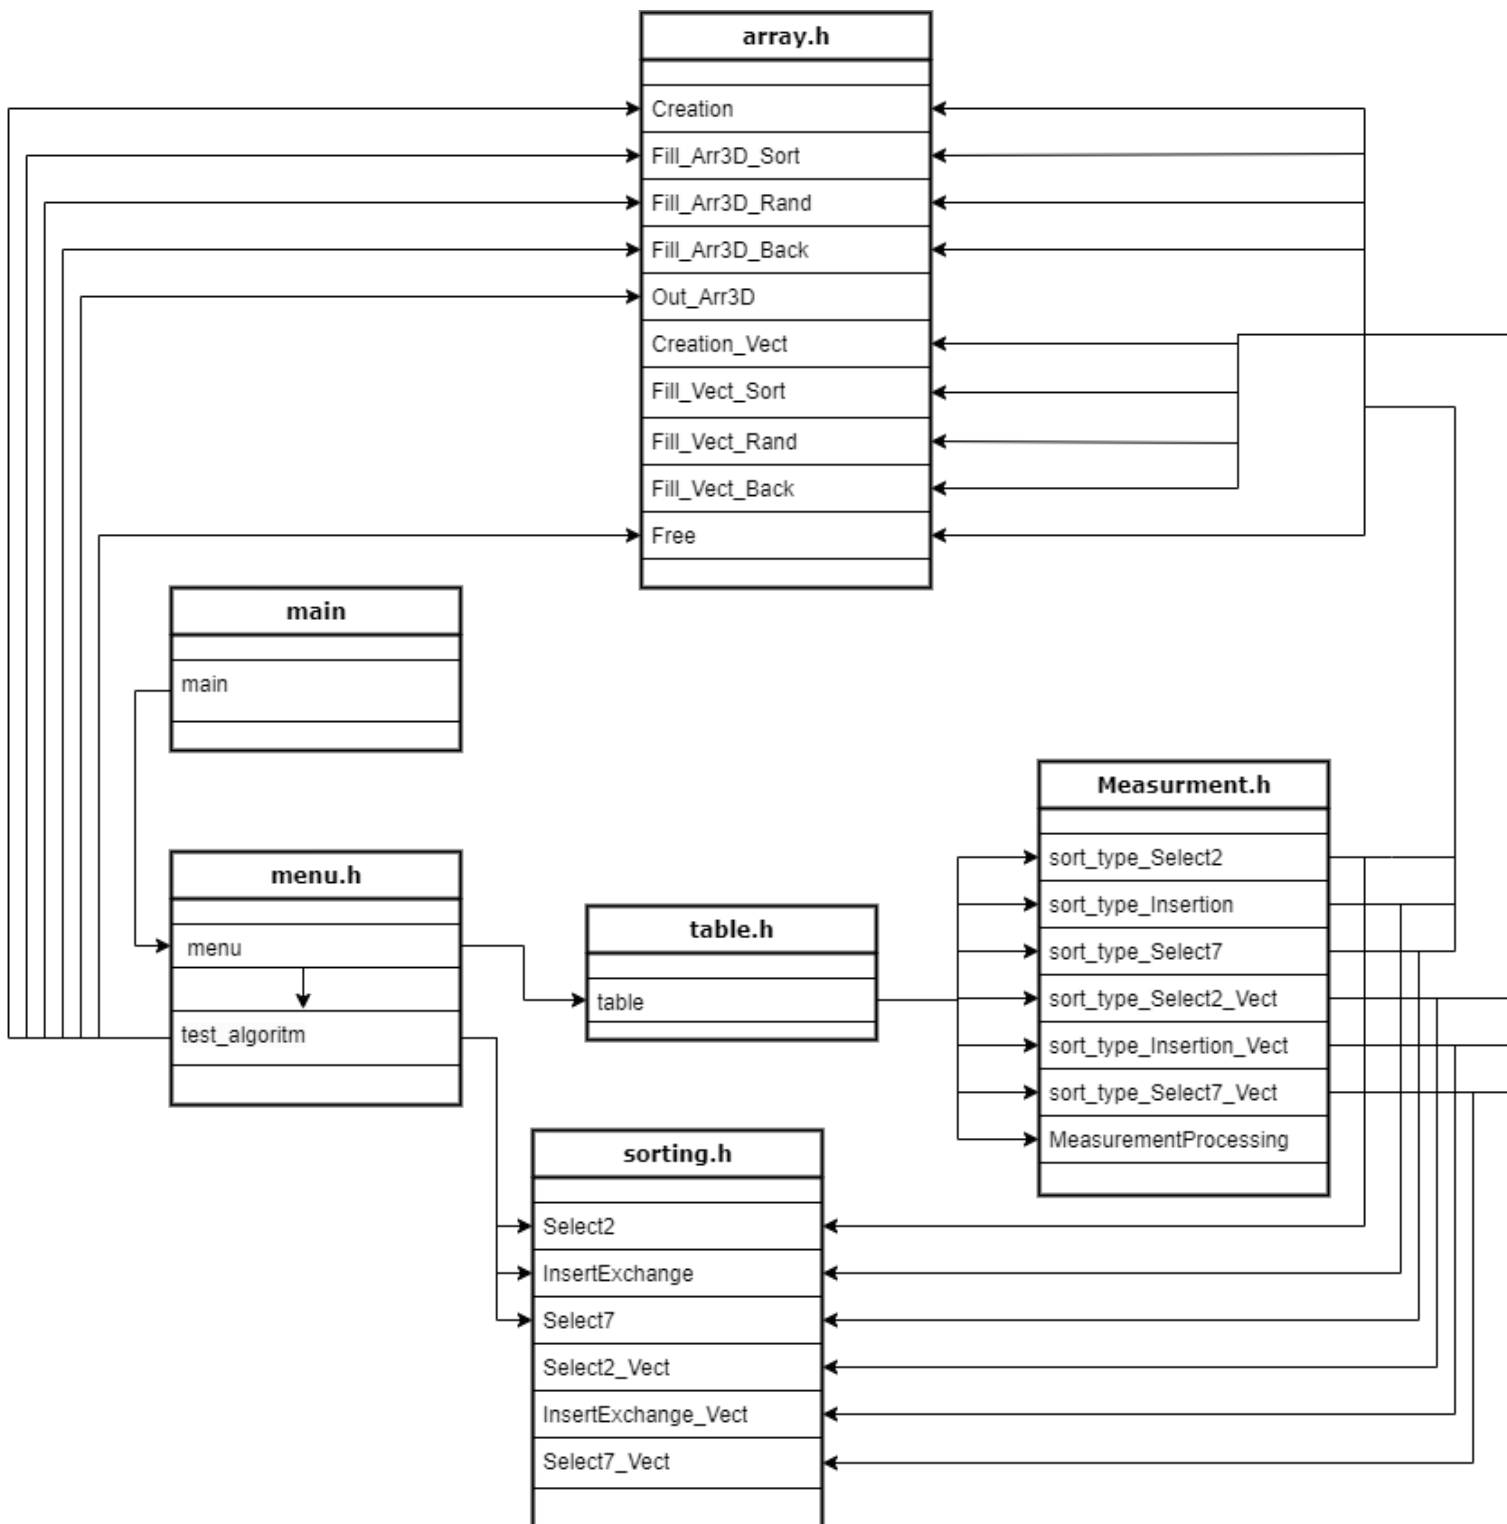 array.h
Creation
Fill_Arr3D_Sort
Fill_Arr3D_Rand
Fill_Arr3D_Back
Out_Arr3D
Creation_Vect
Fill_Vect_Sort
Fill_Vect_Rand
Fill_Vect_Back
Free
main
main
menu.h
menu
test_algoritm
table.h
table
Measurment.h
sort_type_Select2
sort_type_Insertion
sort_type_Select7
sort_type_Select2_Vect
sort_type_Insertion_Vect
sort_type_Select7_Vect
MeasurementProcessing
sorting.h
Select2
InsertExchange
Select7
Select2_Vect
InsertExchange_Vect
Select7_Vect